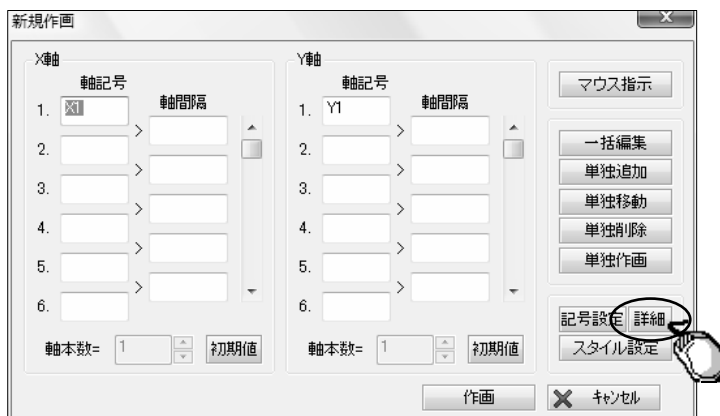 新規作画
X軸
軸記号
軸間隔
1. X1 >
2. >
3. >
4. >
5. >
6.
軸本数= 1 初期値
Y軸
軸記号
軸間隔
1. Y1 >
2. >
3. >
4. >
5. >
6.
軸本数= 1 初期値
マウス指示
一括編集
単独追加
単独移動
単独削除
単独作画
記号設定 詳細
スタイル設定
作画 キャンセル